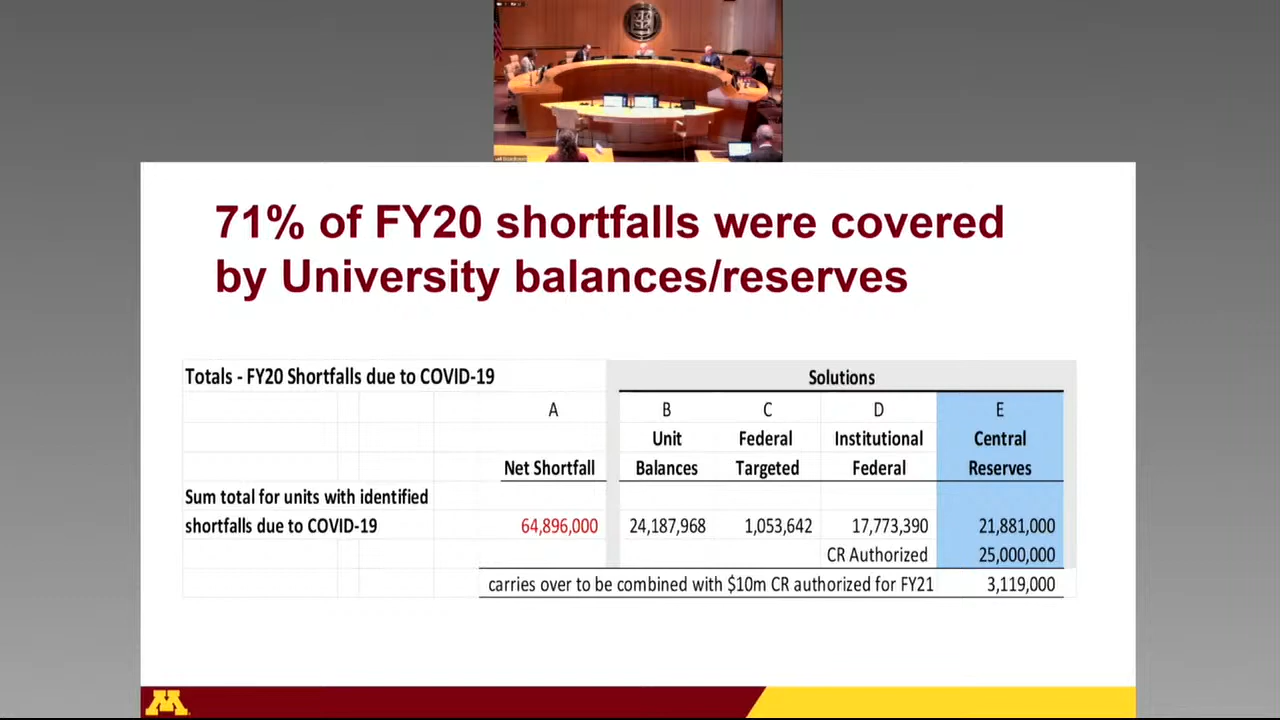 71% of FY20 shortfalls were covered
by University balances/reserves
Totals - FY20 Shortfalls due to COVID-19
Solutions
A B C D E
Unit Federal Institutional Central
Net Shortfall Balances Targeted Federal Reserves
Sum total for units with identified
shortfalls due to COVID-19 64,896,000 24,187,968 1,053,642 17,773,390 21,881,000
CR Authorized 25,000,000
carries over to be combined with $10m CR authorized for FY21 3,119,000
M